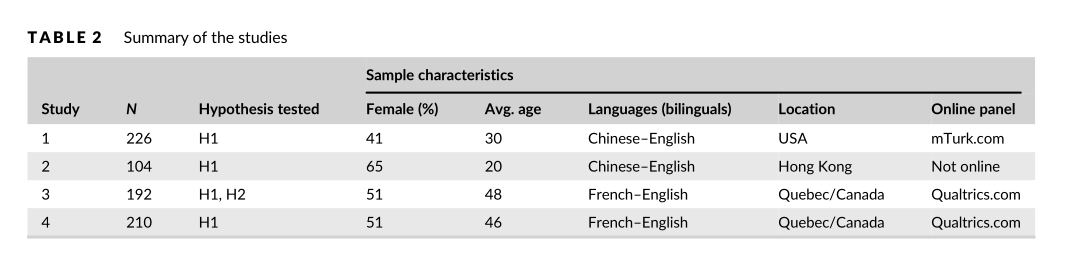 TABLE 2 Summary of the studies
Sample characteristics
Study N Hypothesis tested Female (%) Avg. age Languages (bilinguals) Location Online panel
1 226 H1 41 30 Chinese–English USA mTurk.com
2 104 H1 65 20 Chinese–English Hong Kong Not online
3 192 H1, H2 51 48 French–English Quebec/Canada Qualtrics.com
4 210 H1 51 46 French–English Quebec/Canada Qualtrics.com